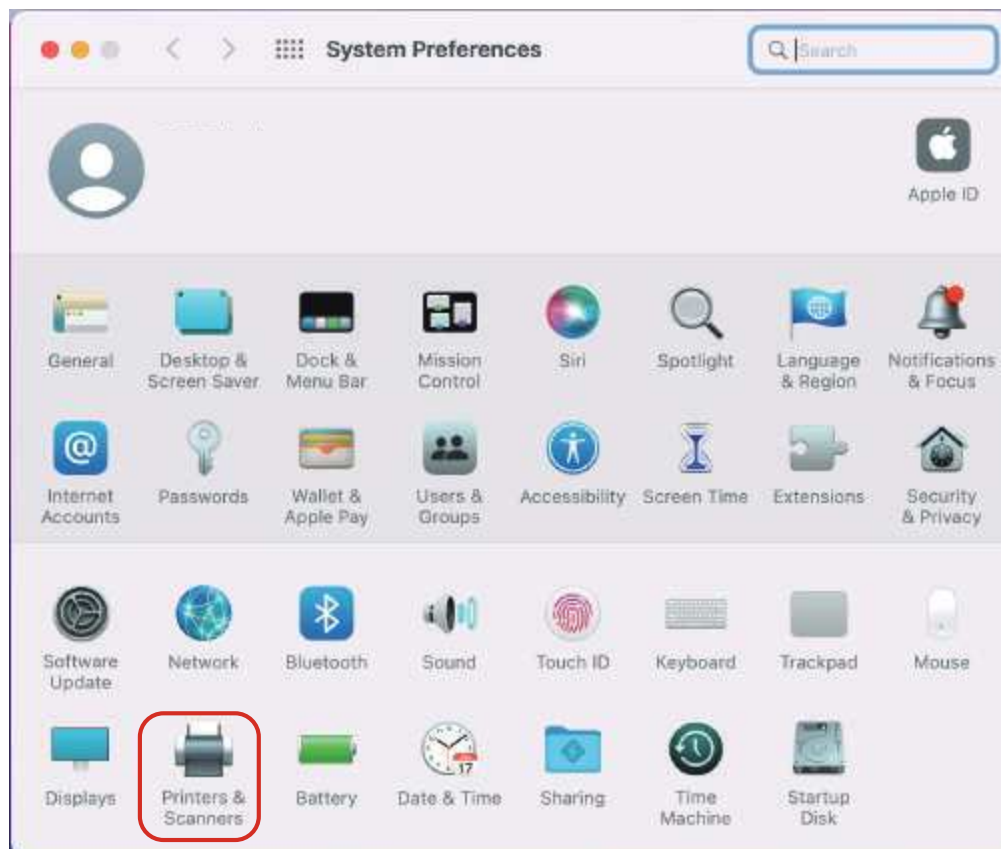 System Preferences
Search
Apple ID
General
Desktop &
Screen Saver
Dock &
Menu Bar
Mission
Control
Siri
Spotlight
Language
& Region
Notifications
& Focus
@
Internet
Accounts
Passwords
Wallet &
Apple Pay
Users &
Groups
Accessibility
Screen Time
Extensions
Security
& Privacy
Software
Update
Network
Bluetooth
Sound
Touch ID
Keyboard
Trackpad
Mouse
17
Displays
Printers &
Scanners
Battery
Date & Time
Sharing
Time
Machine
Startup
Disk